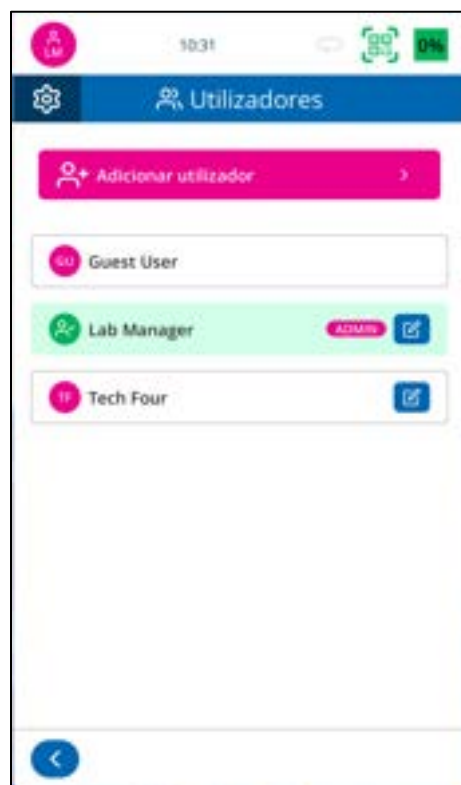 LM 10:31 0%
Utilizadores
Adicionar utilizador
GU Guest User
Lab Manager ADMIN
TF Tech Four